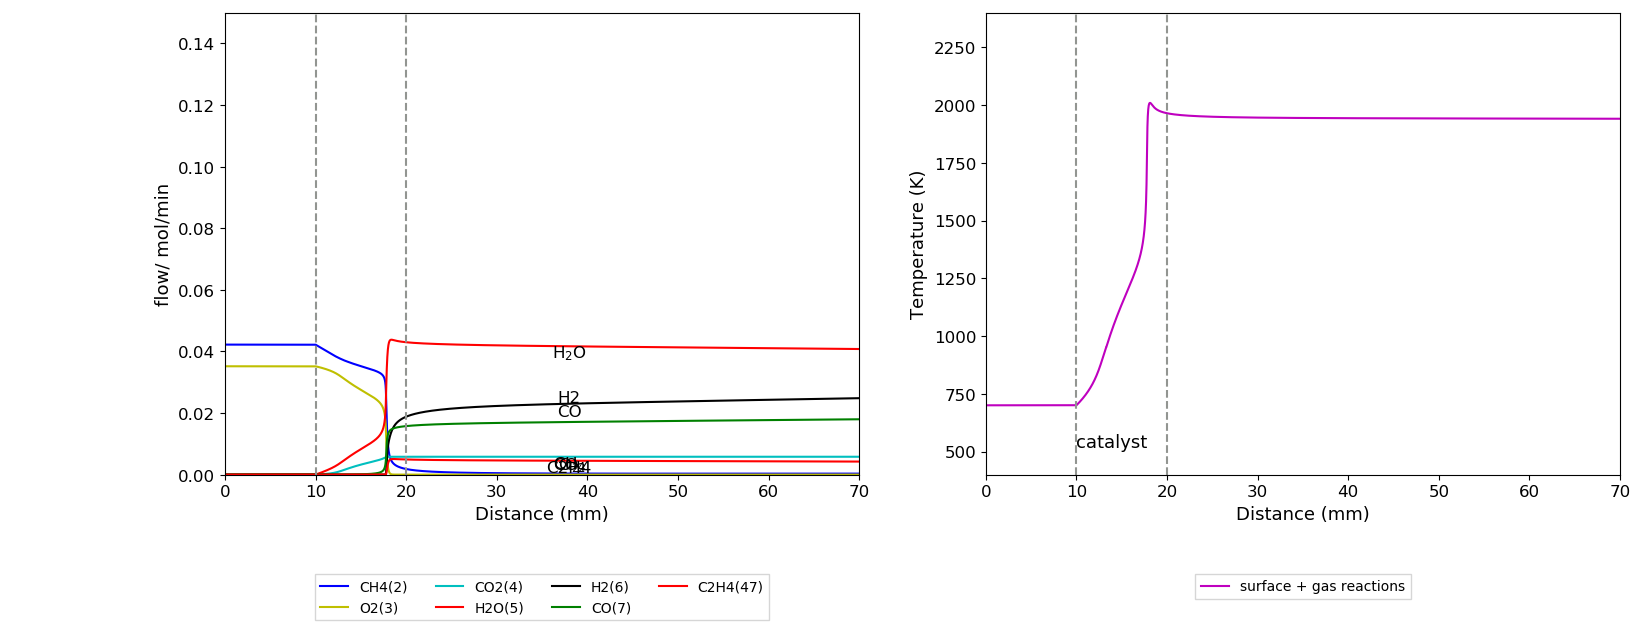 0.14
0.12
0.10
0.08
0.06
0.04
0.02
0.00
flow/ mol/min
H₂O
H2
CO
0 10 20 30 40 50 60 70
Distance (mm)
CH4(2) CO2(4) H2(6) C2H4(47)
O2(3) H2O(5) CO(7)
2250
2000
1750
1500
1250
1000
750
500
Temperature (K)
catalyst
0 10 20 30 40 50 60 70
Distance (mm)
surface + gas reactions